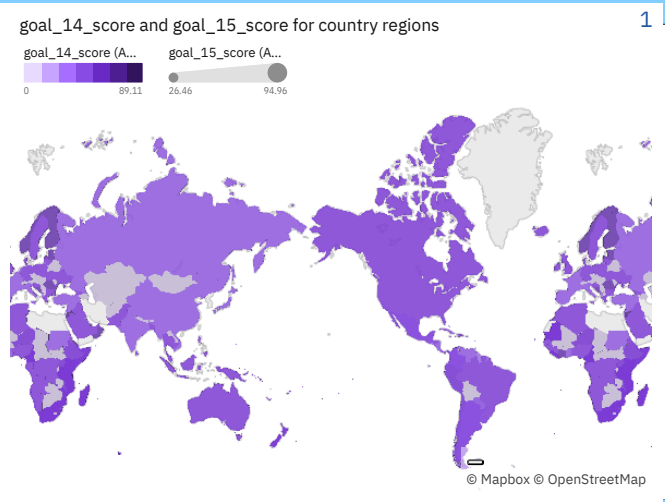 goal_14_score and goal_15_score for country regions
1
goal_14_score (A...
goal_15_score (A...
0
89.11
26.46
94.96
© Mapbox © OpenStreetMap